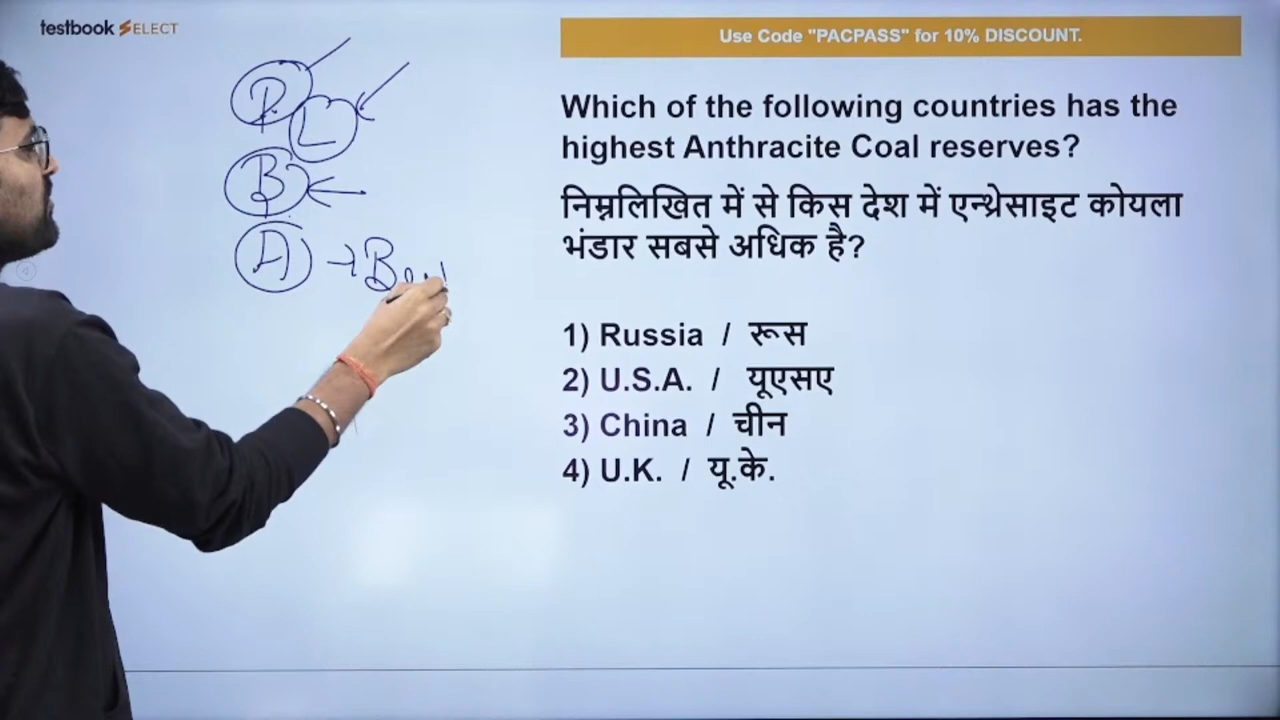 testbook SELECT
Use Code "PACPASS" for 10% DISCOUNT.
P
L
B
A
Which of the following countries has the
highest Anthracite Coal reserves?
निम्नलिखित में से किस देश में एन्थ्रेसाइट कोयला
भंडार सबसे अधिक है?
1) Russia / रूस
2) U.S.A. / यूएसए
3) China / चीन
4) U.K. / यू.के.